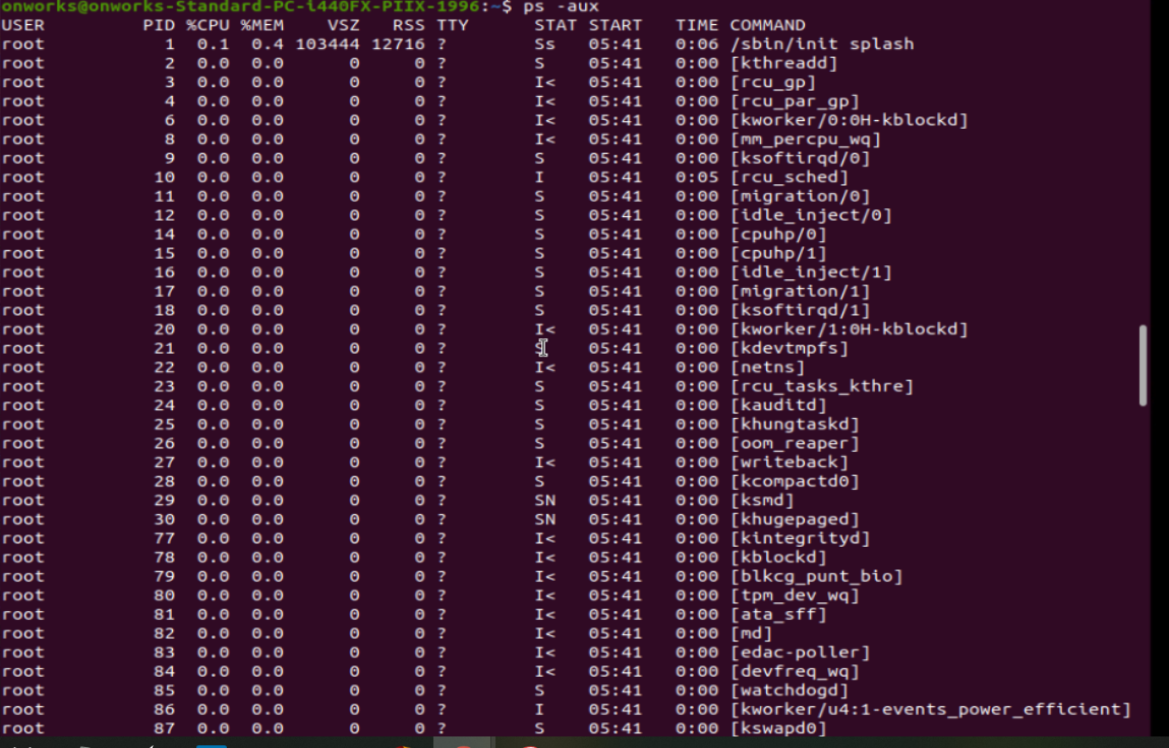 onworks@onworks-Standard-PC-i440FX-PIIX-1996:~$ ps -aux
USER PID %CPU %MEM VSZ RSS TTY STAT START TIME COMMAND
root 1 0.1 0.4 103444 12716 ? Ss 05:41 0:06 /sbin/init splash
root 2 0.0 0.0 0 0 ? S 05:41 0:00 [kthreadd]
root 3 0.0 0.0 0 0 ? I< 05:41 0:00 [rcu_gp]
root 4 0.0 0.0 0 0 ? I< 05:41 0:00 [rcu_par_gp]
root 6 0.0 0.0 0 0 ? I< 05:41 0:00 [kworker/0:0H-kblockd]
root 8 0.0 0.0 0 0 ? I< 05:41 0:00 [mm_percpu_wq]
root 9 0.0 0.0 0 0 ? S 05:41 0:00 [ksoftirqd/0]
root 10 0.0 0.0 0 0 ? I 05:41 0:05 [rcu_sched]
root 11 0.0 0.0 0 0 ? S 05:41 0:00 [migration/0]
root 12 0.0 0.0 0 0 ? S 05:41 0:00 [idle_inject/0]
root 14 0.0 0.0 0 0 ? S 05:41 0:00 [cpuhp/0]
root 15 0.0 0.0 0 0 ? S 05:41 0:00 [cpuhp/1]
root 16 0.0 0.0 0 0 ? S 05:41 0:00 [idle_inject/1]
root 17 0.0 0.0 0 0 ? S 05:41 0:00 [migration/1]
root 18 0.0 0.0 0 0 ? S 05:41 0:00 [ksoftirqd/1]
root 20 0.0 0.0 0 0 ? I< 05:41 0:00 [kworker/1:0H-kblockd]
root 21 0.0 0.0 0 0 ? S 05:41 0:00 [kdevtmpfs]
root 22 0.0 0.0 0 0 ? I< 05:41 0:00 [netns]
root 23 0.0 0.0 0 0 ? S 05:41 0:00 [rcu_tasks_kthre]
root 24 0.0 0.0 0 0 ? S 05:41 0:00 [kauditd]
root 25 0.0 0.0 0 0 ? S 05:41 0:00 [khungtaskd]
root 26 0.0 0.0 0 0 ? S 05:41 0:00 [oom_reaper]
root 27 0.0 0.0 0 0 ? I< 05:41 0:00 [writeback]
root 28 0.0 0.0 0 0 ? S 05:41 0:00 [kcompactd0]
root 29 0.0 0.0 0 0 ? SN 05:41 0:00 [ksmd]
root 30 0.0 0.0 0 0 ? SN 05:41 0:00 [khugepaged]
root 77 0.0 0.0 0 0 ? I< 05:41 0:00 [kintegrityd]
root 78 0.0 0.0 0 0 ? I< 05:41 0:00 [kblockd]
root 79 0.0 0.0 0 0 ? I< 05:41 0:00 [blkcg_punt_bio]
root 80 0.0 0.0 0 0 ? I< 05:41 0:00 [tpm_dev_wq]
root 81 0.0 0.0 0 0 ? I< 05:41 0:00 [ata_sff]
root 82 0.0 0.0 0 0 ? I< 05:41 0:00 [md]
root 83 0.0 0.0 0 0 ? I< 05:41 0:00 [edac-poller]
root 84 0.0 0.0 0 0 ? I< 05:41 0:00 [devfreq_wq]
root 85 0.0 0.0 0 0 ? S 05:41 0:00 [watchdogd]
root 86 0.0 0.0 0 0 ? I 05:41 0:00 [kworker/u4:1-events_power_efficient]
root 87 0.0 0.0 0 0 ? S 05:41 0:00 [kswapd0]